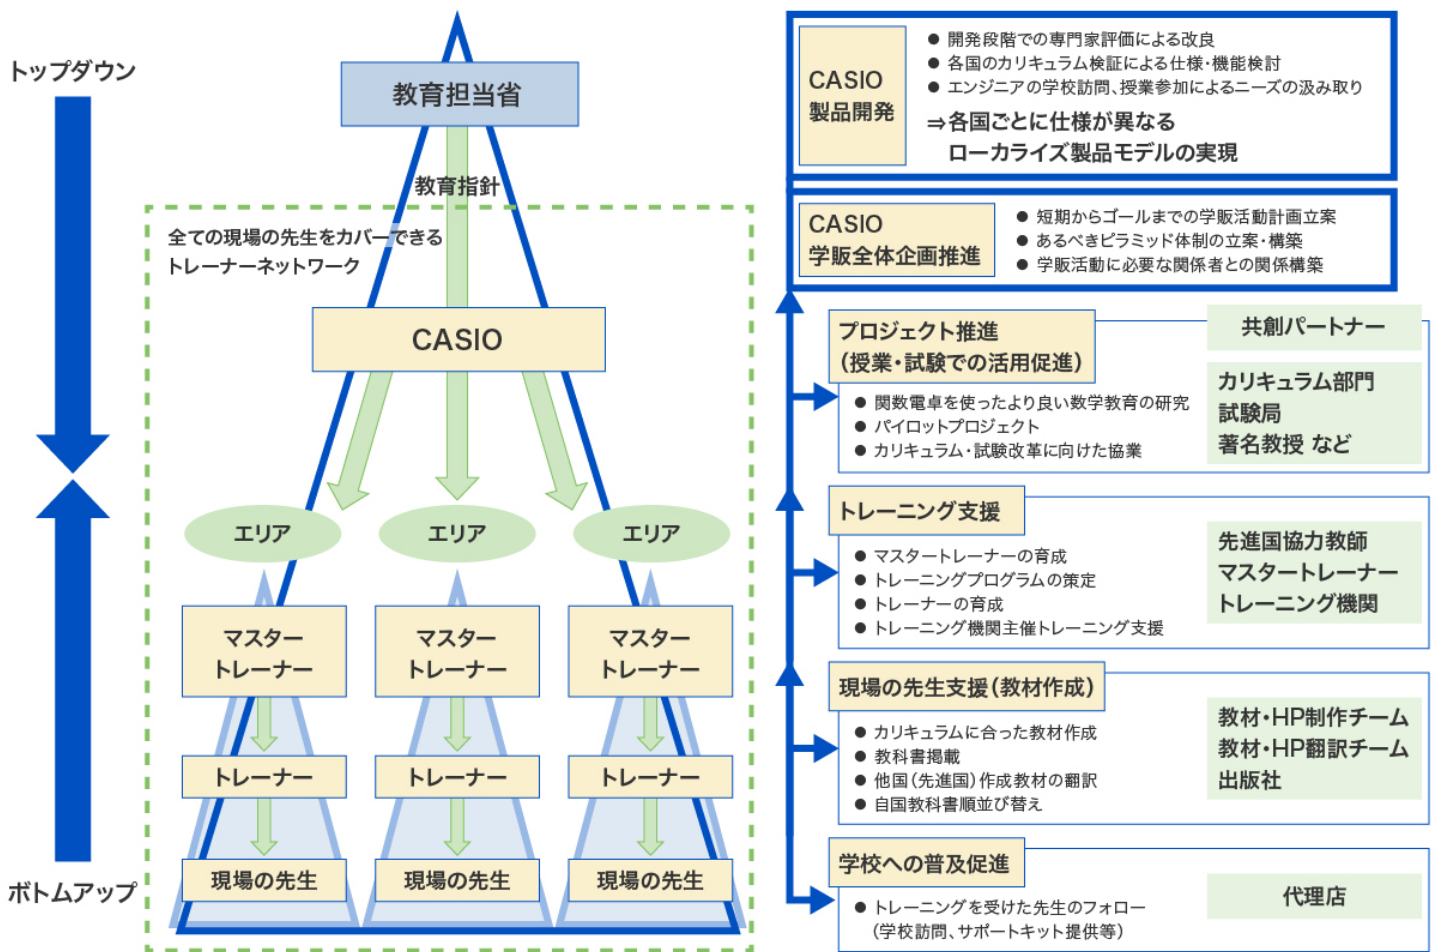 トップダウン
ボトムアップ
教育担当省
教育指針
全ての現場の先生をカバーできる
トレーナーネットワーク
CASIO
エリア
エリア
エリア
マスター
トレーナー
マスター
トレーナー
マスター
トレーナー
トレーナー
トレーナー
トレーナー
現場の先生
現場の先生
現場の先生
CASIO
製品開発
● 開発段階での専門家評価による改良
● 各国のカリキュラム検証による仕様・機能検討
● エンジニアの学校訪問、授業参加によるニーズの汲み取り
⇒各国ごとに仕様が異なる
ローカライズ製品モデルの実現
CASIO
学販全体企画推進
● 短期からゴールまでの学販活動計画立案
● あるべきピラミッド体制の立案・構築
● 学販活動に必要な関係者との関係構築
プロジェクト推進
（授業・試験での活用促進）
● 関数電卓を使ったより良い数学教育の研究
● パイロットプロジェクト
● カリキュラム・試験改革に向けた協業
共創パートナー
カリキュラム部門
試験局
著名教授 など
トレーニング支援
● マスタートレーナーの育成
● トレーニングプログラムの策定
● トレーナーの育成
● トレーニング機関主催トレーニング支援
先進国協力教師
マスタートレーナー
トレーニング機関
現場の先生支援（教材作成）
● カリキュラムに合った教材作成
● 教科書掲載
● 他国（先進国）作成教材の翻訳
● 自国教科書順並び替え
教材・HP制作チーム
教材・HP翻訳チーム
出版社
学校への普及促進
● トレーニングを受けた先生のフォロー
（学校訪問、サポートキット提供等）
代理店